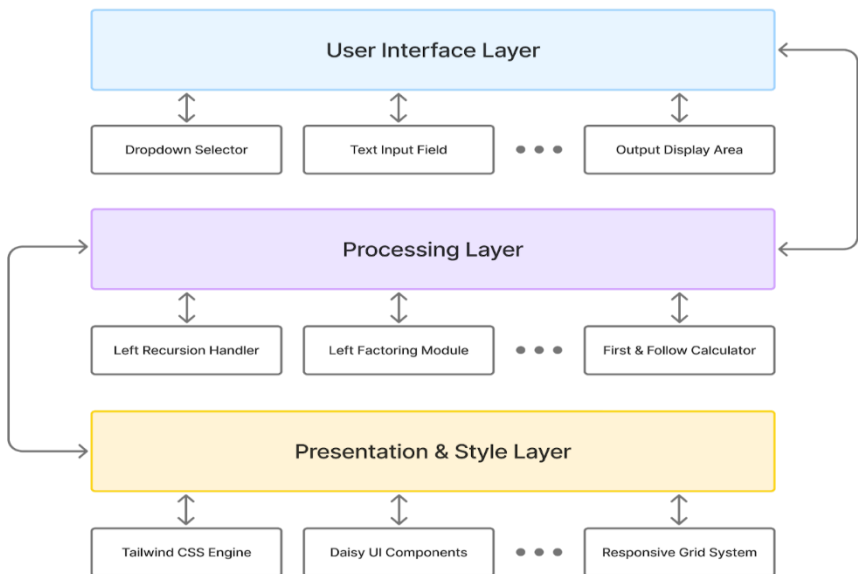 User Interface Layer
Dropdown Selector
Text Input Field
Output Display Area
Processing Layer
Left Recursion Handler
Left Factoring Module
First & Follow Calculator
Presentation & Style Layer
Tailwind CSS Engine
Daisy UI Components
Responsive Grid System